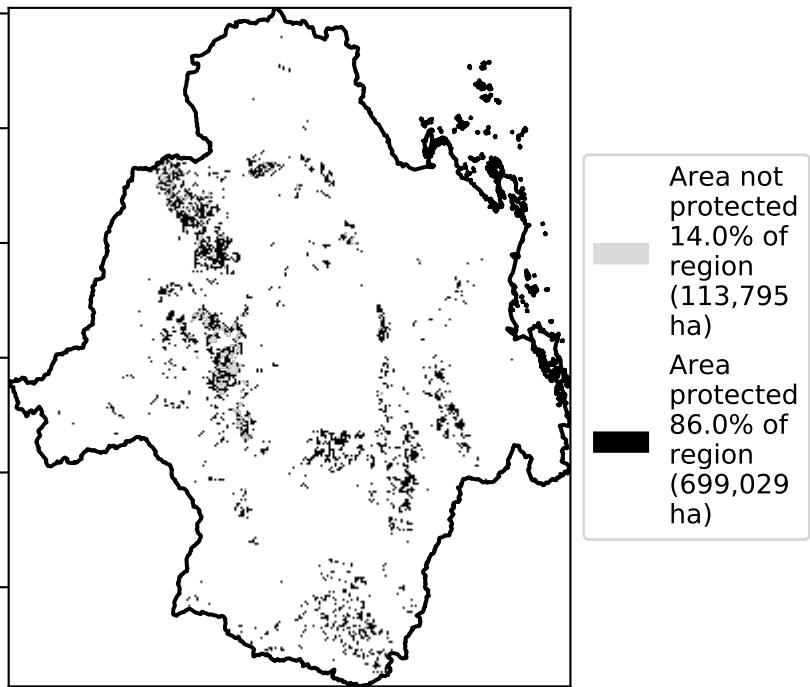 Area not
protected
14.0% of
region
(113,795
ha)
Area
protected
86.0% of
region
(699,029
ha)